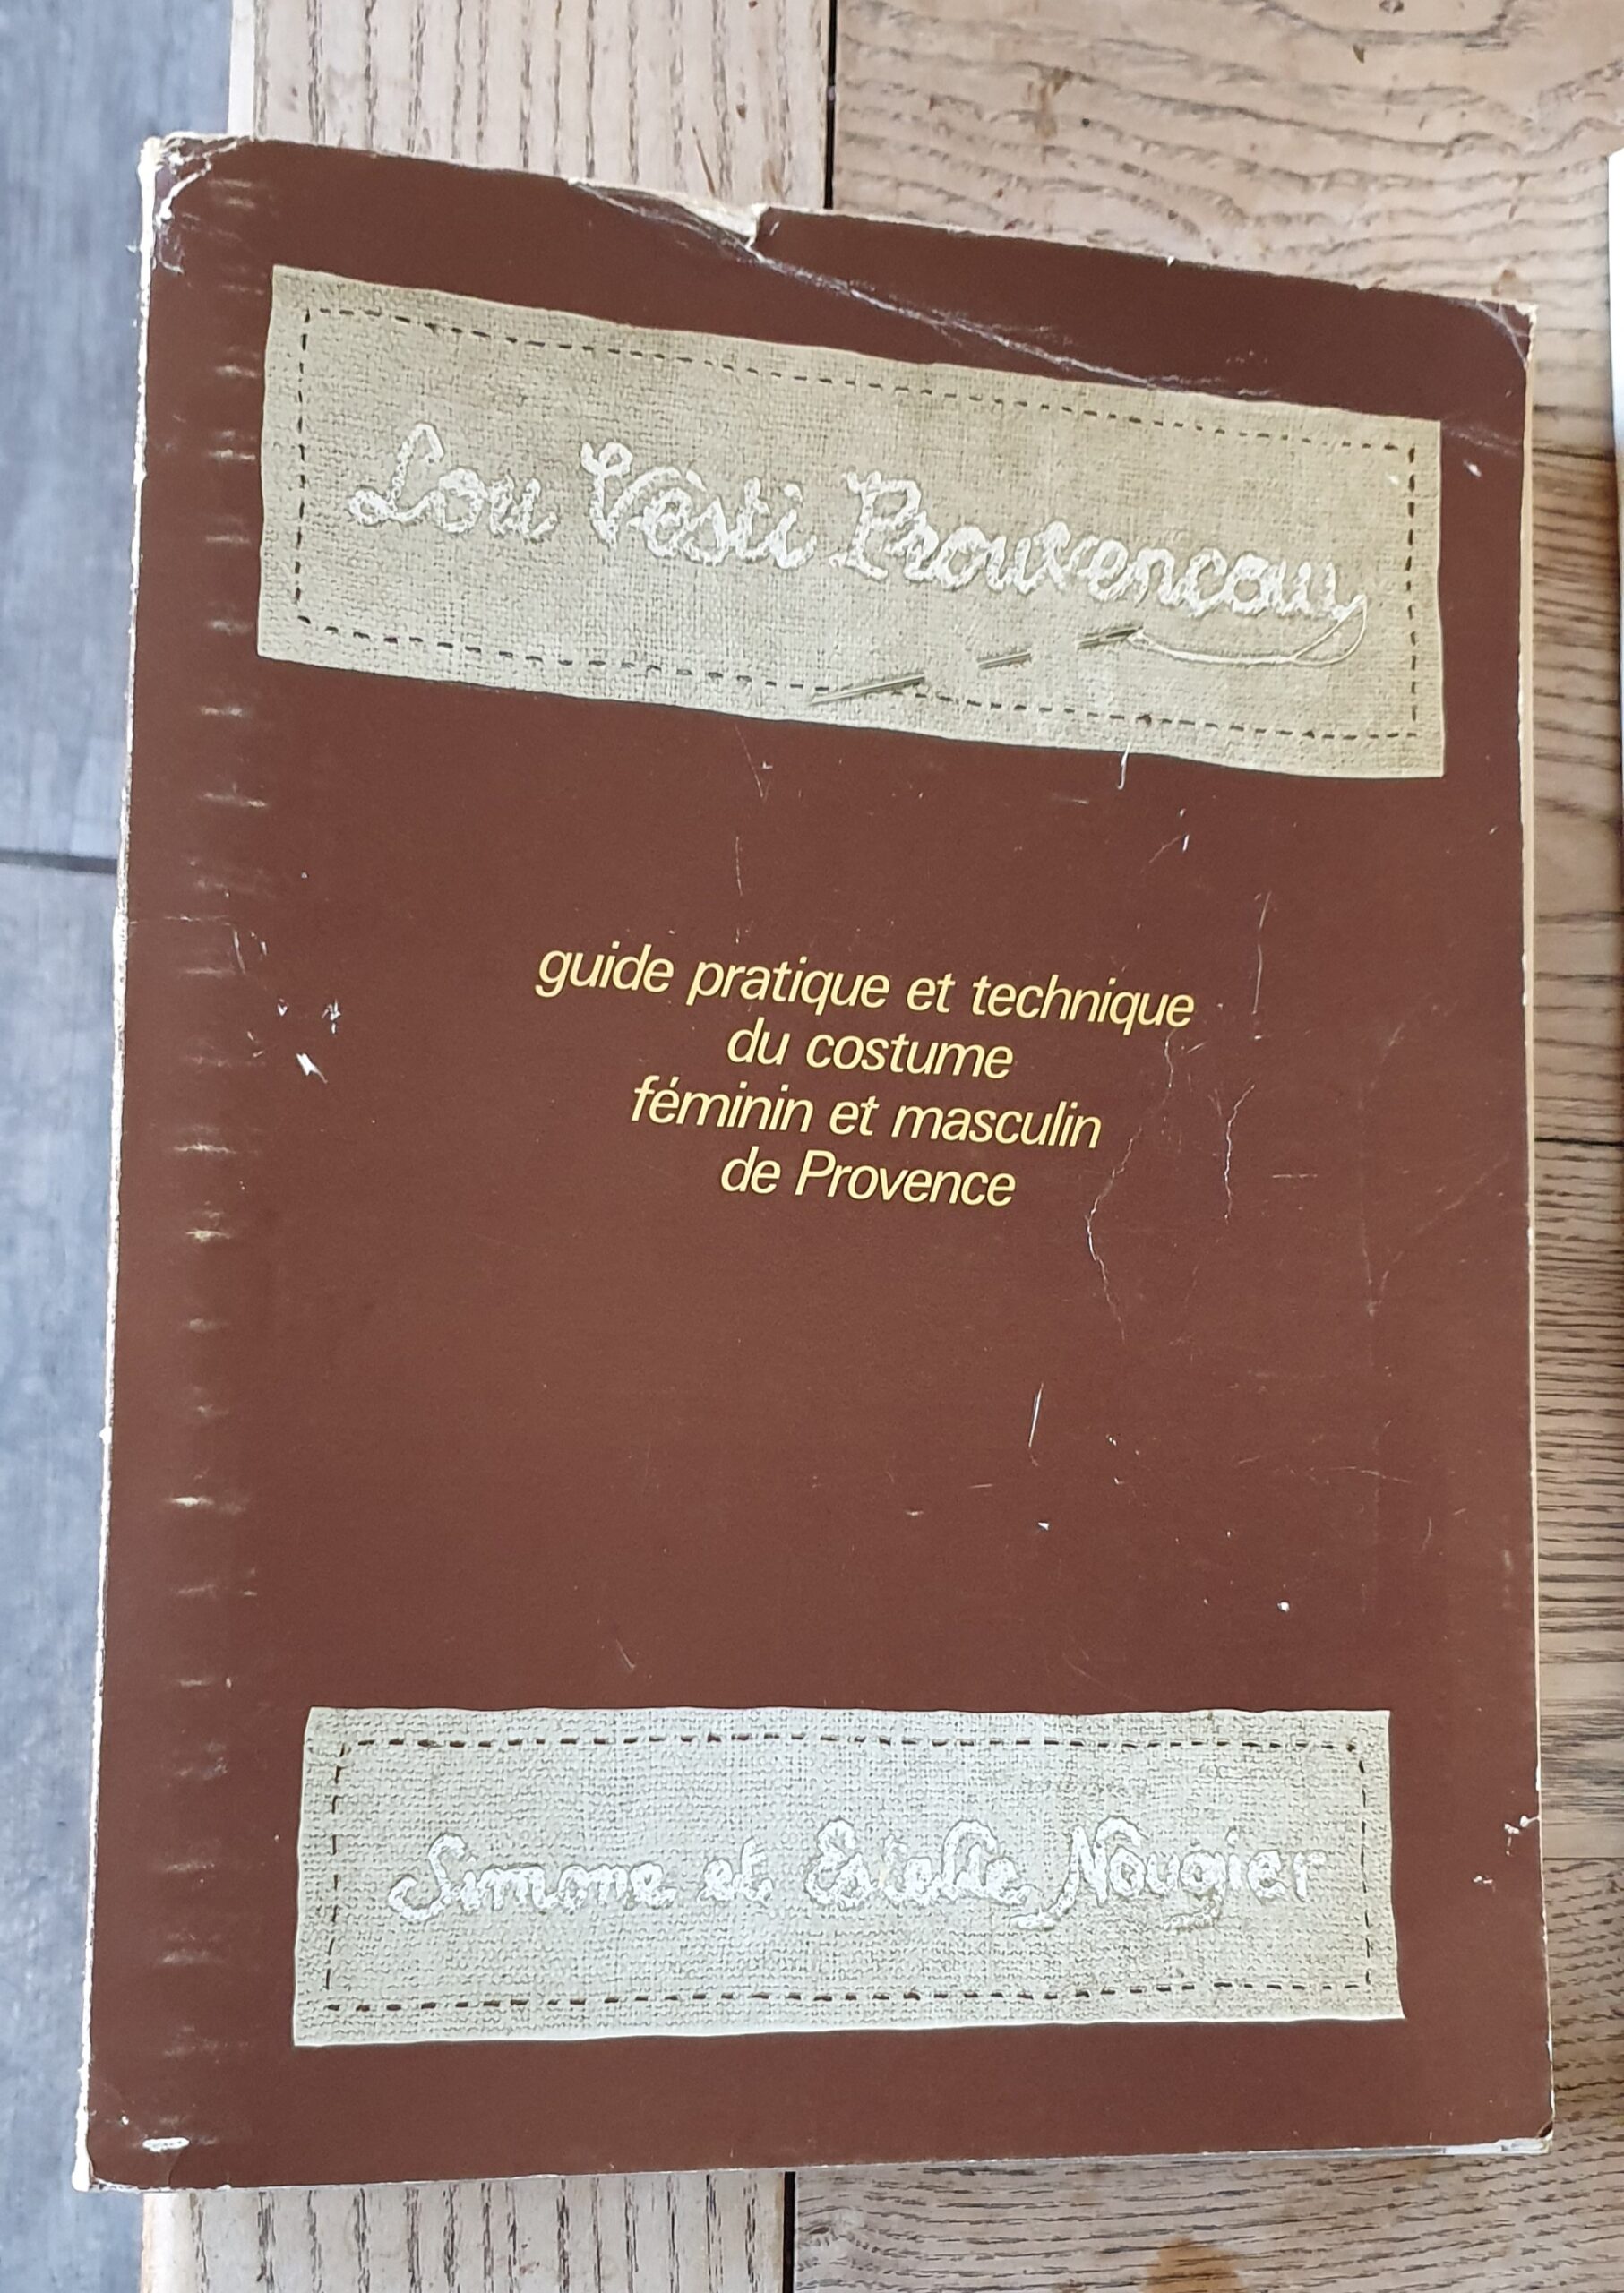 Lou Vèsti Prouvençau
guide pratique et technique
du costume
féminin et masculin
de Provence
Simone et Estelle Nougier